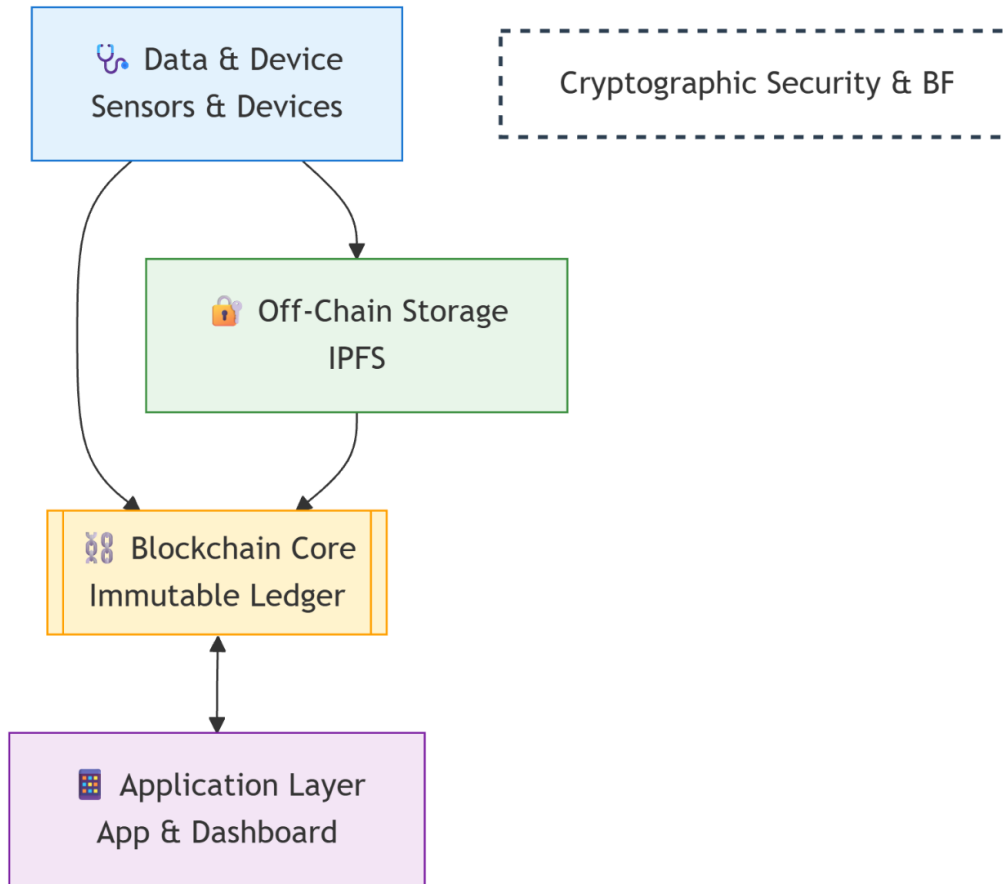 Data & Device
Sensors & Devices
Cryptographic Security & BF
Off-Chain Storage
IPFS
Blockchain Core
Immutable Ledger
Application Layer
App & Dashboard